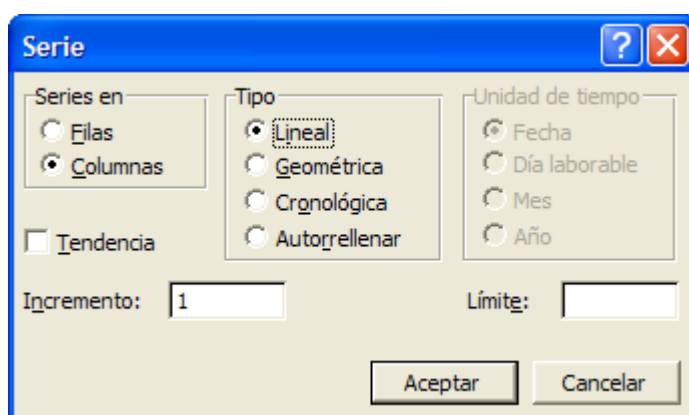 Serie
Series en
Filas
Columnas
Tendencia
Tipo
Lineal
Geométrica
Cronológica
Autorrellenar
Unidad de tiempo
Fecha
Día laborable
Mes
Año
Incremento: 1
Límite:
Aceptar
Cancelar